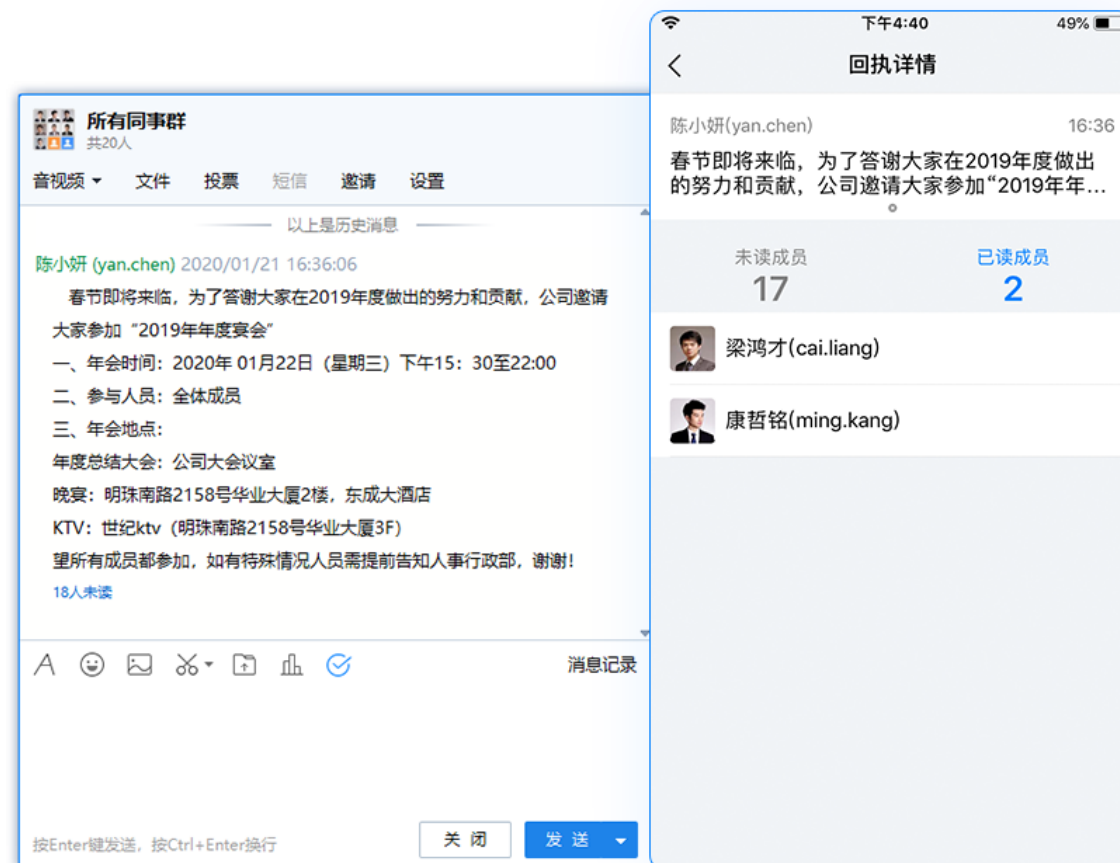 所有同事群
共20人
音视频 文件 投票 短信 邀请 设置
以上是历史消息
陈小妍 (yan.chen) 2020/01/21 16:36:06
春节即将来临，为了答谢大家在2019年度做出的努力和贡献，公司邀请
大家参加“2019年年度宴会”
一、年会时间：2020年 01月22日（星期三）下午15：30至22:00
二、参与人员：全体成员
三、年会地点：
年度总结大会：公司大会议室
晚宴：明珠南路2158号华业大厦2楼，东成大酒店
KTV：世纪ktv（明珠南路2158号华业大厦3F）
望所有成员都参加，如有特殊情况人员需提前告知人事行政部，谢谢！
18人未读
消息记录
按Enter键发送，按Ctrl+Enter换行
关 闭
发 送
下午4:40
49%
回执详情
陈小妍(yan.chen) 16:36
春节即将来临，为了答谢大家在2019年度做出
的努力和贡献，公司邀请大家参加“2019年年...
未读成员 已读成员
17 2
梁鸿才(cai.liang)
康哲铭(ming.kang)